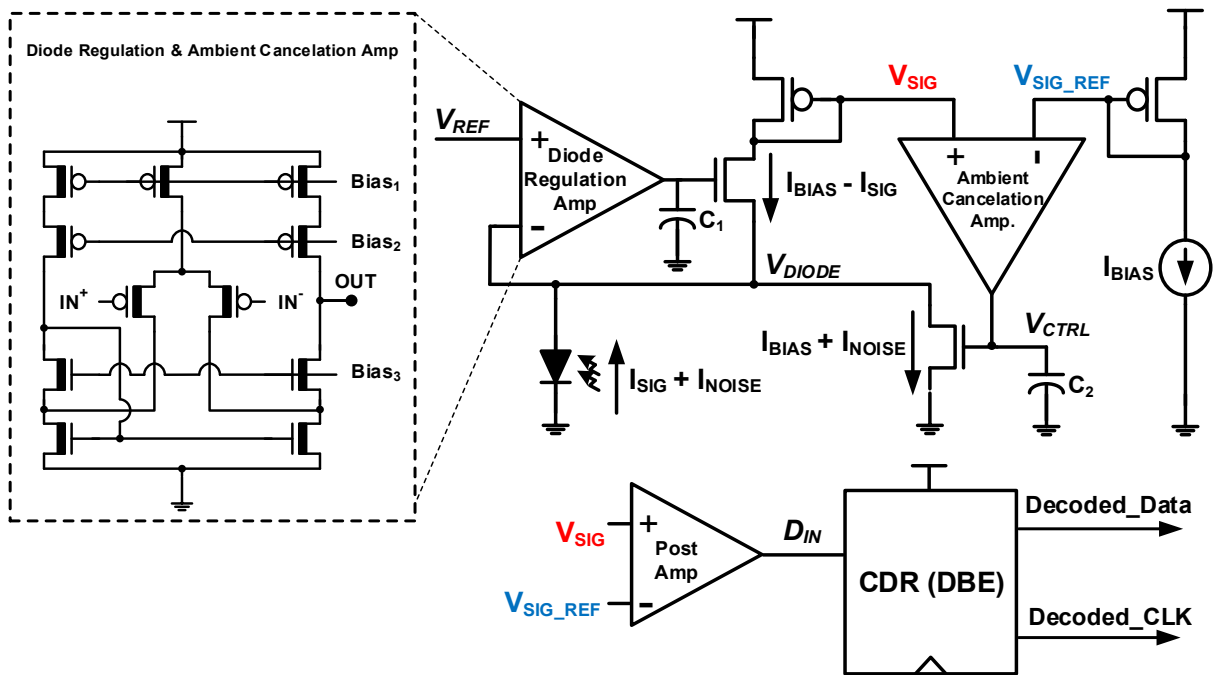 Diode Regulation & Ambient Cancelation Amp
Bias1
Bias2
OUT
IN+
IN-
Bias3
VREF
+
Diode
Regulation
Amp
-
C1
VSIG
VSIG_REF
+
-
Ambient
Cancelation
Amp.
IBIAS - ISIG
VDIODE
IBIAS
IBIAS + INOISE
VCTRL
ISIG + INOISE
C2
VSIG
+
Post
Amp
-
VSIG_REF
DIN
CDR (DBE)
Decoded_Data
Decoded_CLK